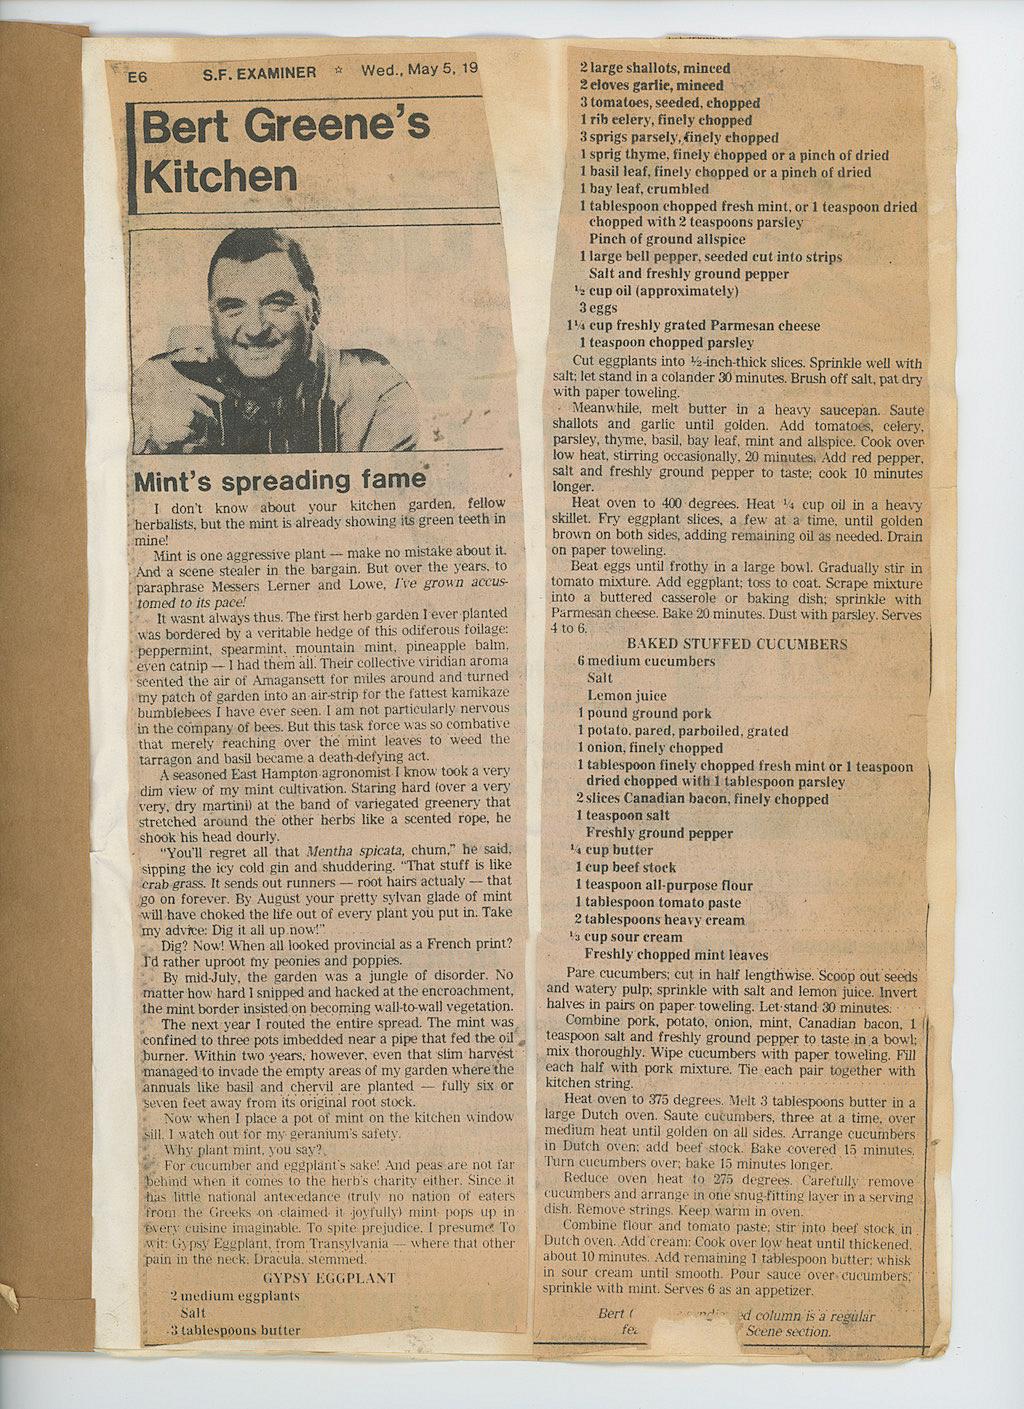 E6 S.F. EXAMINER ☆ Wed., May 5, 19
Bert Greene's
Kitchen
Mint's spreading fame
I don't know about your kitchen garden, fellow
herbalists, but the mint is already showing its green teeth in
mine!
Mint is one aggressive plant — make no mistake about it.
And a scene stealer in the bargain. But over the years, to
paraphrase Messers Lerner and Lowe, I've grown accus-
tomed to its pace!
It wasnt always thus. The first herb garden I ever planted
was bordered by a veritable hedge of this odiferous foilage:
peppermint, spearmint, mountain mint, pineapple balm,
even catnip — I had them all. Their collective viridian aroma
scented the air of Amagansett for miles around and turned
my patch of garden into an air-strip for the fattest kamikaze
bumblebees I have ever seen. I am not particularly nervous
in the company of bees. But this task force was so combative
that merely reaching over the mint leaves to weed the
tarragon and basil became a death-defying act.
A seasoned East Hampton agronomist I know took a very
dim view of my mint cultivation. Staring hard (over a very
very, dry martini) at the band of variegated greenery that
stretched around the other herbs like a scented rope, he
shook his head dourly.
"You'll regret all that Mentha spicata, chum," he said,
sipping the icy cold gin and shuddering. "That stuff is like
crab grass. It sends out runners — root hairs actualy — that
go on forever. By August your pretty sylvan glade of mint
will have choked the life out of every plant you put in. Take
my advice: Dig it all up now!"
Dig? Now! When all looked provincial as a French print?
I'd rather uproot my peonies and poppies.
By mid-July, the garden was a jungle of disorder. No
matter how hard I snipped and hacked at the encroachment,
the mint border insisted on becoming wall-to-wall vegetation.
The next year I routed the entire spread. The mint was
confined to three pots imbedded near a pipe that fed the oil
burner. Within two years, however, even that slim harvest
managed to invade the empty areas of my garden where the
annuals like basil and chervil are planted — fully six or
seven feet away from its original root stock.
Now when I place a pot of mint on the kitchen window
sill, I watch out for my geranium's safety.
Why plant mint, you say?
For cucumber and eggplant's sake! And peas are not far
behind when it comes to the herb's charity either. Since it
has little national antecedance (truly no nation of eaters
from the Greeks on claimed it joyfully) mint pops up in
every cuisine imaginable. To spite prejudice, I presume! To
wit: Gypsy Eggplant, from Transylvania — where that other
pain in the neck, Dracula, stemmed.
GYPSY EGGPLANT
2 medium eggplants
Salt
3 tablespoons butter
2 large shallots, minced
2 cloves garlic, minced
3 tomatoes, seeded, chopped
1 rib celery, finely chopped
3 sprigs parsely, finely chopped
1 sprig thyme, finely chopped or a pinch of dried
1 basil leaf, finely chopped or a pinch of dried
1 bay leaf, crumbled
1 tablespoon chopped fresh mint, or 1 teaspoon dried
chopped with 2 teaspoons parsley
Pinch of ground allspice
1 large bell pepper, seeded cut into strips
Salt and freshly ground pepper
½ cup oil (approximately)
3 eggs
1¼ cup freshly grated Parmesan cheese
1 teaspoon chopped parsley
Cut eggplants into ½-inch-thick slices. Sprinkle well with
salt; let stand in a colander 30 minutes. Brush off salt, pat dry
with paper toweling.
Meanwhile, melt butter in a heavy saucepan. Saute
shallots and garlic until golden. Add tomatoes, celery,
parsley, thyme, basil, bay leaf, mint and allspice. Cook over
low heat, stirring occasionally, 20 minutes. Add red pepper,
salt and freshly ground pepper to taste; cook 10 minutes
longer.
Heat oven to 400 degrees. Heat ¼ cup oil in a heavy
skillet. Fry eggplant slices, a few at a time, until golden
brown on both sides, adding remaining oil as needed. Drain
on paper toweling.
Beat eggs until frothy in a large bowl. Gradually stir in
tomato mixture. Add eggplant; toss to coat. Scrape mixture
into a buttered casserole or baking dish; sprinkle with
Parmesan cheese. Bake 20 minutes. Dust with parsley. Serves
4 to 6.
BAKED STUFFED CUCUMBERS
6 medium cucumbers
Salt
Lemon juice
1 pound ground pork
1 potato, pared, parboiled, grated
1 onion, finely chopped
1 tablespoon finely chopped fresh mint or 1 teaspoon
dried chopped with 1 tablespoon parsley
2 slices Canadian bacon, finely chopped
1 teaspoon salt
Freshly ground pepper
¼ cup butter
1 cup beef stock
1 teaspoon all-purpose flour
1 tablespoon tomato paste
2 tablespoons heavy cream
⅓ cup sour cream
Freshly chopped mint leaves
Pare cucumbers; cut in half lengthwise. Scoop out seeds
and watery pulp; sprinkle with salt and lemon juice. Invert
halves in pairs on paper toweling. Let stand 30 minutes.
Combine pork, potato, onion, mint, Canadian bacon, 1
teaspoon salt and freshly ground pepper to taste in a bowl;
mix thoroughly. Wipe cucumbers with paper toweling. Fill
each half with pork mixture. Tie each pair together with
kitchen string.
Heat oven to 375 degrees. Melt 3 tablespoons butter in a
large Dutch oven. Saute cucumbers, three at a time, over
medium heat until golden on all sides. Arrange cucumbers
in Dutch oven; add beef stock. Bake covered 15 minutes.
Turn cucumbers over; bake 15 minutes longer.
Reduce oven heat to 275 degrees. Carefully remove
cucumbers and arrange in one snug-fitting layer in a serving
dish. Remove strings. Keep warm in oven.
Combine flour and tomato paste; stir into beef stock in
Dutch oven. Add cream: Cook over low heat until thickened,
about 10 minutes. Add remaining 1 tablespoon butter; whisk
in sour cream until smooth. Pour sauce over cucumbers;
sprinkle with mint. Serves 6 as an appetizer.
Bert column is a regular
Scene section.